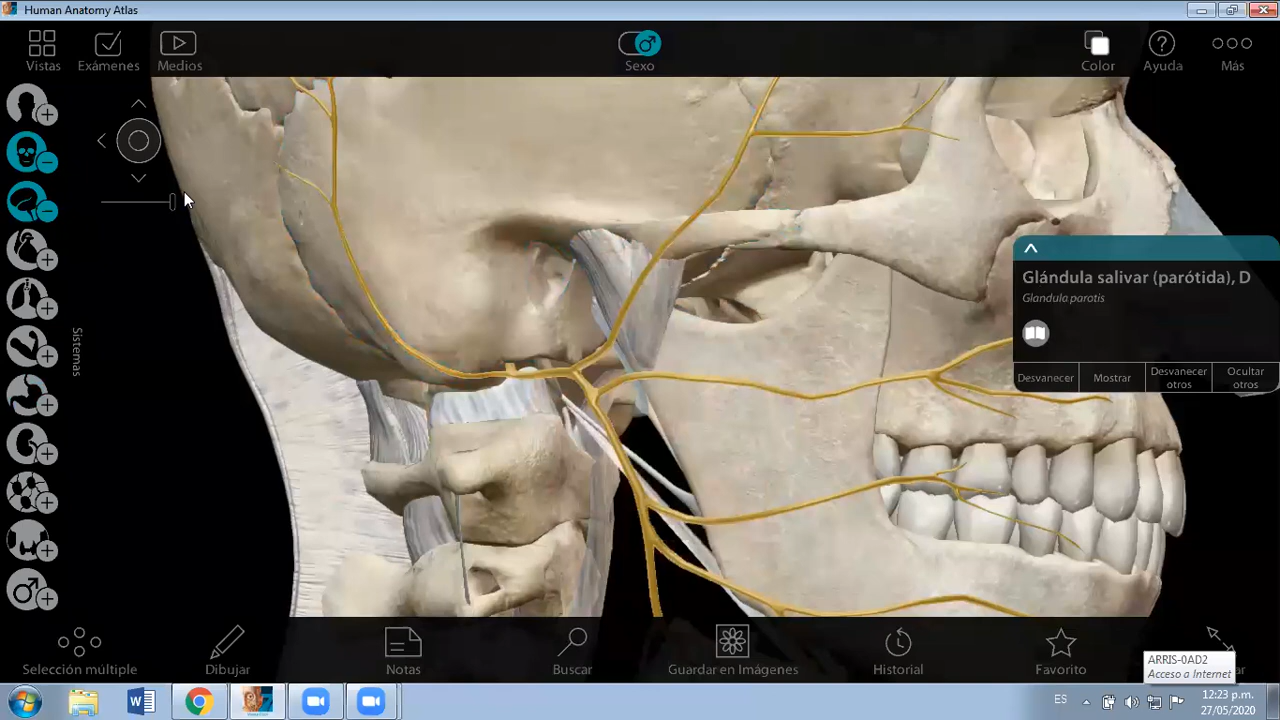 Human Anatomy Atlas
Vistas
Exámenes
Medios
Sexo
Color
Ayuda
Más
Sistemas
Glándula salivar (parótida), D
Glandula parotis
Desvanecer
Mostrar
Desvanecer
otros
Ocultar
otros
Selección múltiple
Dibujar
Notas
Buscar
Guardar en Imágenes
Historial
Favorito
ARRIS-0AD2
Acceso a Internet
ES
12:23 p.m.
27/05/2020